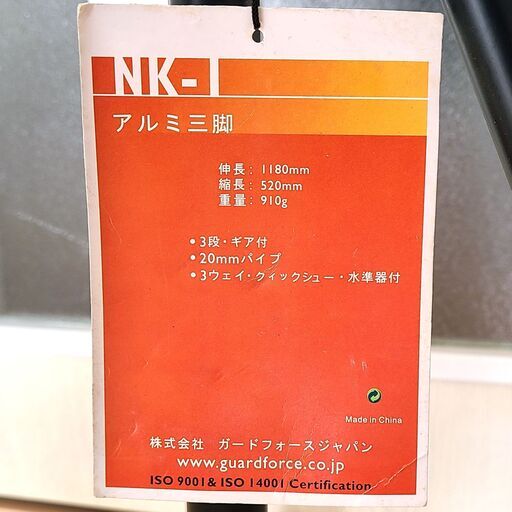 NK-1
アルミ三脚
伸長: 1180mm
縮長: 520mm
重量: 910g
• 3段・ギア付
• 20mmパイプ
• 3ウェイ・クィックシュー・水準器付
Made in China
株式会社 ガードフォースジャパン
www.guardforce.co.jp
ISO 9001 & ISO 14001 Certification